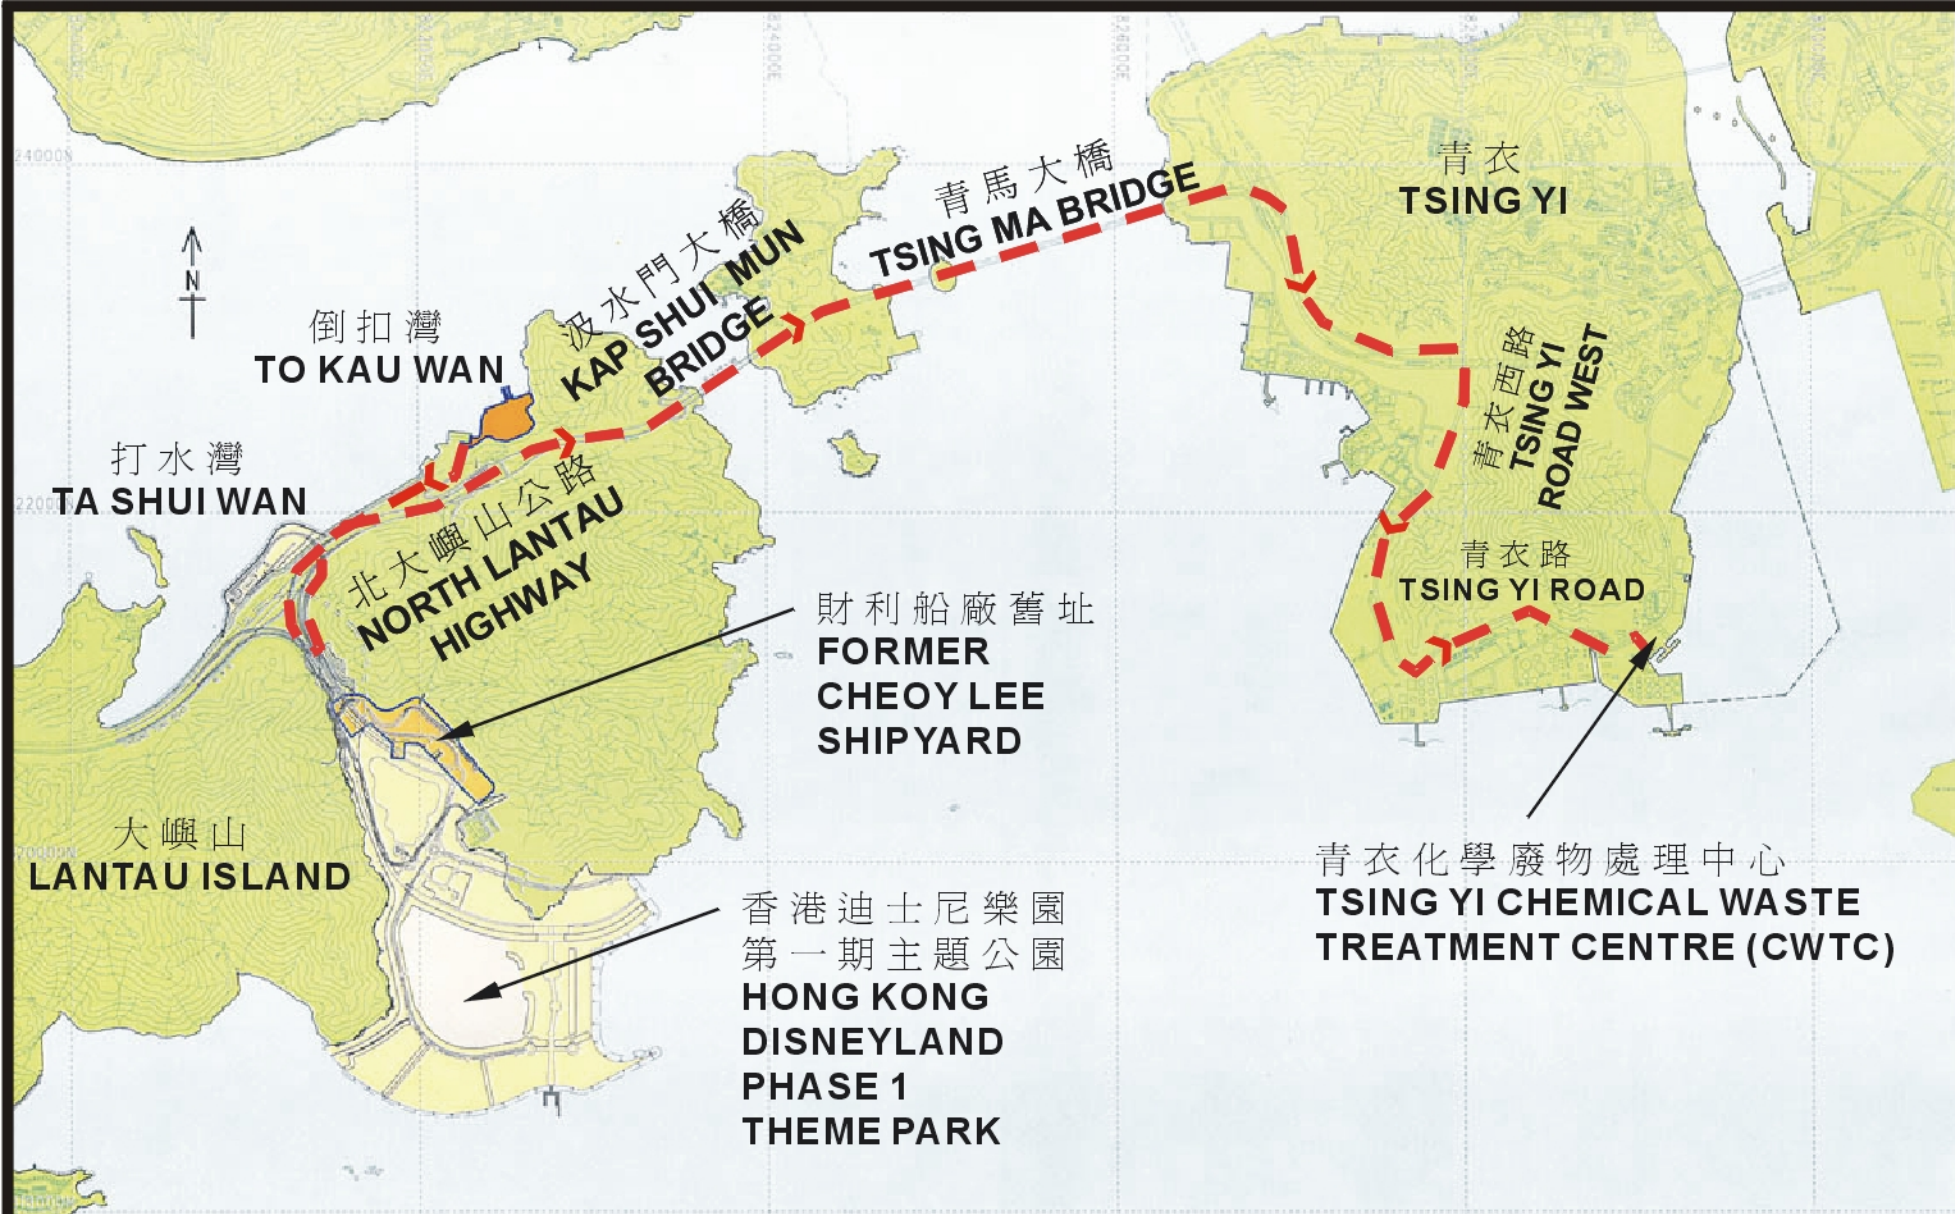 青衣
TSING YI
青馬大橋
TSING MA BRIDGE
汲水門大橋
KAP SHUI MUN
BRIDGE
倒扣灣
TO KAU WAN
打水灣
TA SHUI WAN
N
24000N
22000N
20000N
824000E
826000E
北大嶼山公路
NORTH LANTAU
HIGHWAY
青衣西路
TSING YI
ROAD WEST
青衣路
TSING YI ROAD
財利船廠舊址
FORMER
CHEOY LEE
SHIPYARD
大嶼山
LANTAU ISLAND
香港迪士尼樂園
第一期主題公園
HONG KONG
DISNEYLAND
PHASE 1
THEME PARK
青衣化學廢物處理中心
TSING YI CHEMICAL WASTE
TREATMENT CENTRE (CWTC)